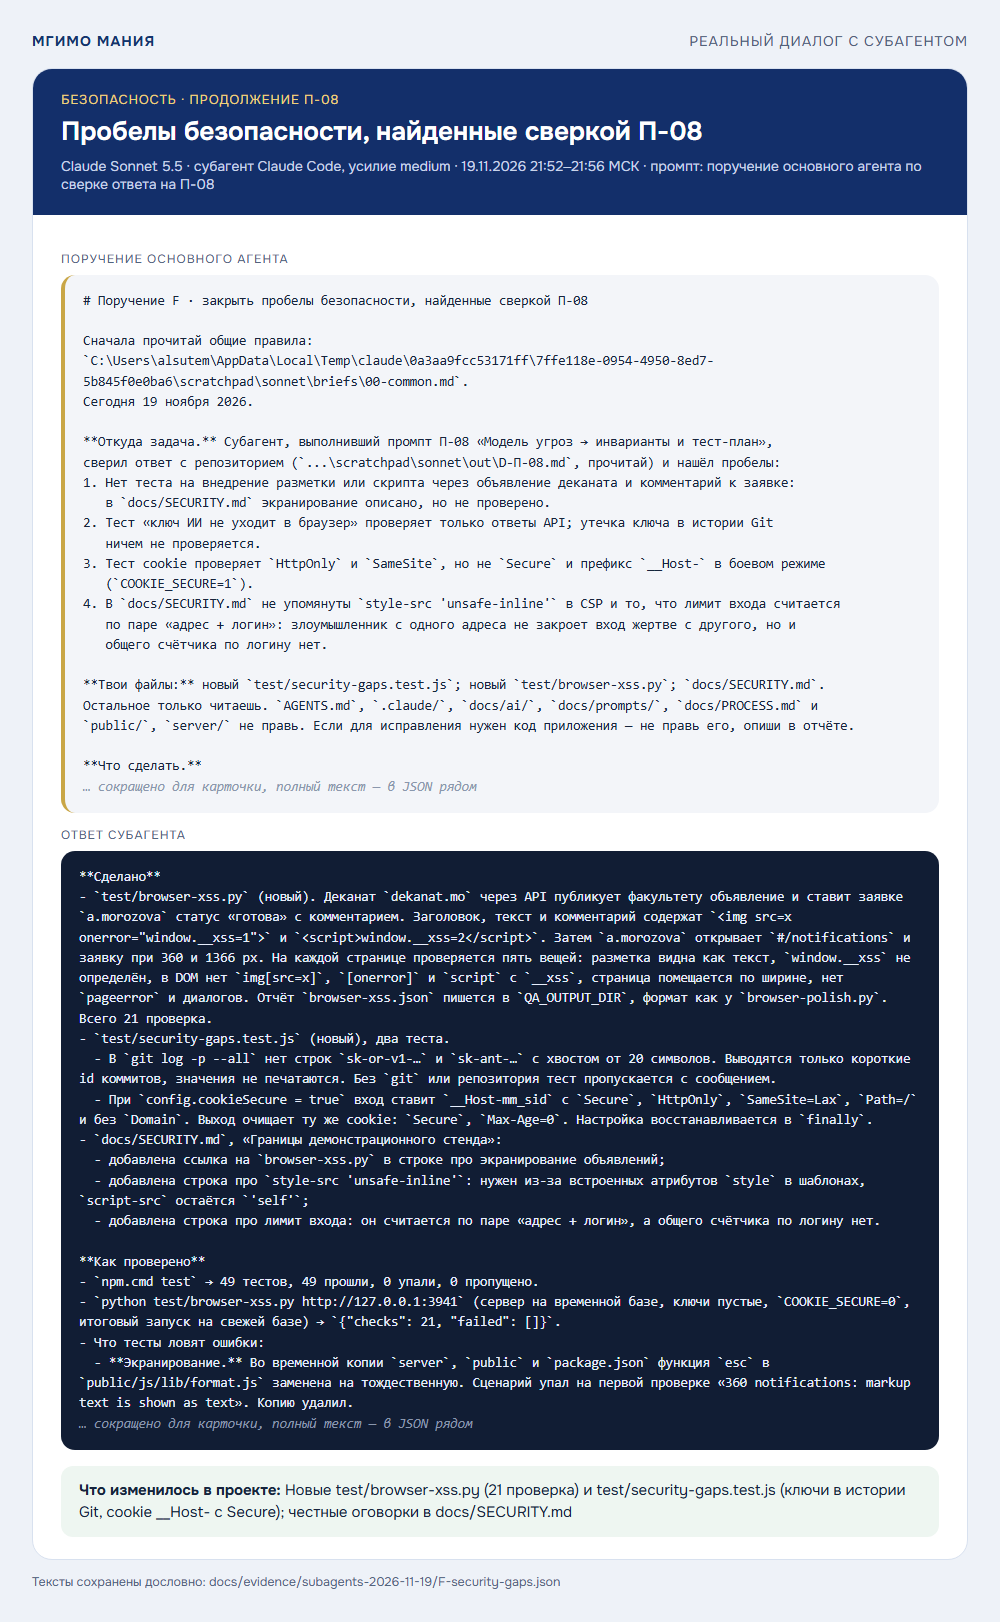 МГИМО МАНИЯ
РЕАЛЬНЫЙ ДИАЛОГ С СУБАГЕНТОМ
БЕЗОПАСНОСТЬ · ПРОДОЛЖЕНИЕ П-08
Пробелы безопасности, найденные сверкой П-08
Claude Sonnet 5.5 · субагент Claude Code, усилие medium · 19.11.2026 21:52–21:56 МСК · промпт: поручение основного агента по
сверке ответа на П-08
ПОРУЧЕНИЕ ОСНОВНОГО АГЕНТА
# Поручение F · закрыть пробелы безопасности, найденные сверкой П-08
Сначала прочитай общие правила:
`C:\Users\alsutem\AppData\Local\Temp\claude\0a3aa9fcc53171ff\7ffe118e-0954-4950-8ed7-
5b845f0e0ba6\scratchpad\sonnet\briefs\00-common.md`.
Сегодня 19 ноября 2026.
**Откуда задача.** Субагент, выполнивший промпт П-08 «Модель угроз → инварианты и тест-план»,
сверил ответ с репозиторием (`...\scratchpad\sonnet\out\D-П-08.md`, прочитай) и нашёл пробелы:
1. Нет теста на внедрение разметки или скрипта через объявление деканата и комментарий к заявке:
в `docs/SECURITY.md` экранирование описано, но не проверено.
2. Тест «ключ ИИ не уходит в браузер» проверяет только ответы API; утечка ключа в истории Git
ничем не проверяется.
3. Тест cookie проверяет `HttpOnly` и `SameSite`, но не `Secure` и префикс `__Host-` в боевом режиме
(`COOKIE_SECURE=1`).
4. В `docs/SECURITY.md` не упомянуты `style-src 'unsafe-inline'` в CSP и то, что лимит входа считается
по паре «адрес + логин»: злоумышленник с одного адреса не закроет вход жертве с другого, но и
общего счётчика по логину нет.
**Твои файлы:** новый `test/security-gaps.test.js`; новый `test/browser-xss.py`; `docs/SECURITY.md`.
Остальное только читаешь. `AGENTS.md`, `.claude/`, `docs/ai/`, `docs/prompts/`, `docs/PROCESS.md` и
`public/`, `server/` не правь. Если для исправления нужен код приложения — не правь его, опиши в отчёте.
**Что сделать.**
… сокращено для карточки, полный текст — в JSON рядом
ОТВЕТ СУБАГЕНТА
**Сделано**
- `test/browser-xss.py` (новый). Деканат `dekanat.mo` через API публикует факультету объявление и ставит заявке
`a.morozova` статус «готова» с комментарием. Заголовок, текст и комментарий содержат `<img src=x
onerror="window.__xss=1">` и `<script>window.__xss=2</script>`. Затем `a.morozova` открывает `#/notifications` и
заявку при 360 и 1366 px. На каждой странице проверяется пять вещей: разметка видна как текст, `window.__xss` не
определён, в DOM нет `img[src=x]`, `[onerror]` и `script` с `__xss`, страница помещается по ширине, нет
`pageerror` и диалогов. Отчёт `browser-xss.json` пишется в `QA_OUTPUT_DIR`, формат как у `browser-polish.py`.
Всего 21 проверка.
- `test/security-gaps.test.js` (новый), два теста.
- В `git log -p --all` нет строк `sk-or-v1-…` и `sk-ant-…` с хвостом от 20 символов. Выводятся только короткие
id коммитов, значения не печатаются. Без `git` или репозитория тест пропускается с сообщением.
- При `config.cookieSecure = true` вход ставит `__Host-mm_sid` с `Secure`, `HttpOnly`, `SameSite=Lax`, `Path=/`
и без `Domain`. Выход очищает ту же cookie: `Secure`, `Max-Age=0`. Настройка восстанавливается в `finally`.
- `docs/SECURITY.md`, «Границы демонстрационного стенда»:
- добавлена ссылка на `browser-xss.py` в строке про экранирование объявлений;
- добавлена строка про `style-src 'unsafe-inline'`: нужен из-за встроенных атрибутов `style` в шаблонах,
`script-src` остаётся `'self'`;
- добавлена строка про лимит входа: он считается по паре «адрес + логин», а общего счётчика по логину нет.
**Как проверено**
- `npm.cmd test` → 49 тестов, 49 прошли, 0 упали, 0 пропущено.
- `python test/browser-xss.py http://127.0.0.1:3941` (сервер на временной базе, ключи пустые, `COOKIE_SECURE=0`,
итоговый запуск на свежей базе) → `{"checks": 21, "failed": []}`.
- Что тесты ловят ошибки:
- **Экранирование.** Во временной копии `server`, `public` и `package.json` функция `esc` в
`public/js/lib/format.js` заменена на тождественную. Сценарий упал на первой проверке «360 notifications: markup
text is shown as text». Копию удалил.
… сокращено для карточки, полный текст — в JSON рядом
Что изменилось в проекте: Новые test/browser-xss.py (21 проверка) и test/security-gaps.test.js (ключи в истории
Git, cookie __Host- с Secure); честные оговорки в docs/SECURITY.md
Тексты сохранены дословно: docs/evidence/subagents-2026-11-19/F-security-gaps.json